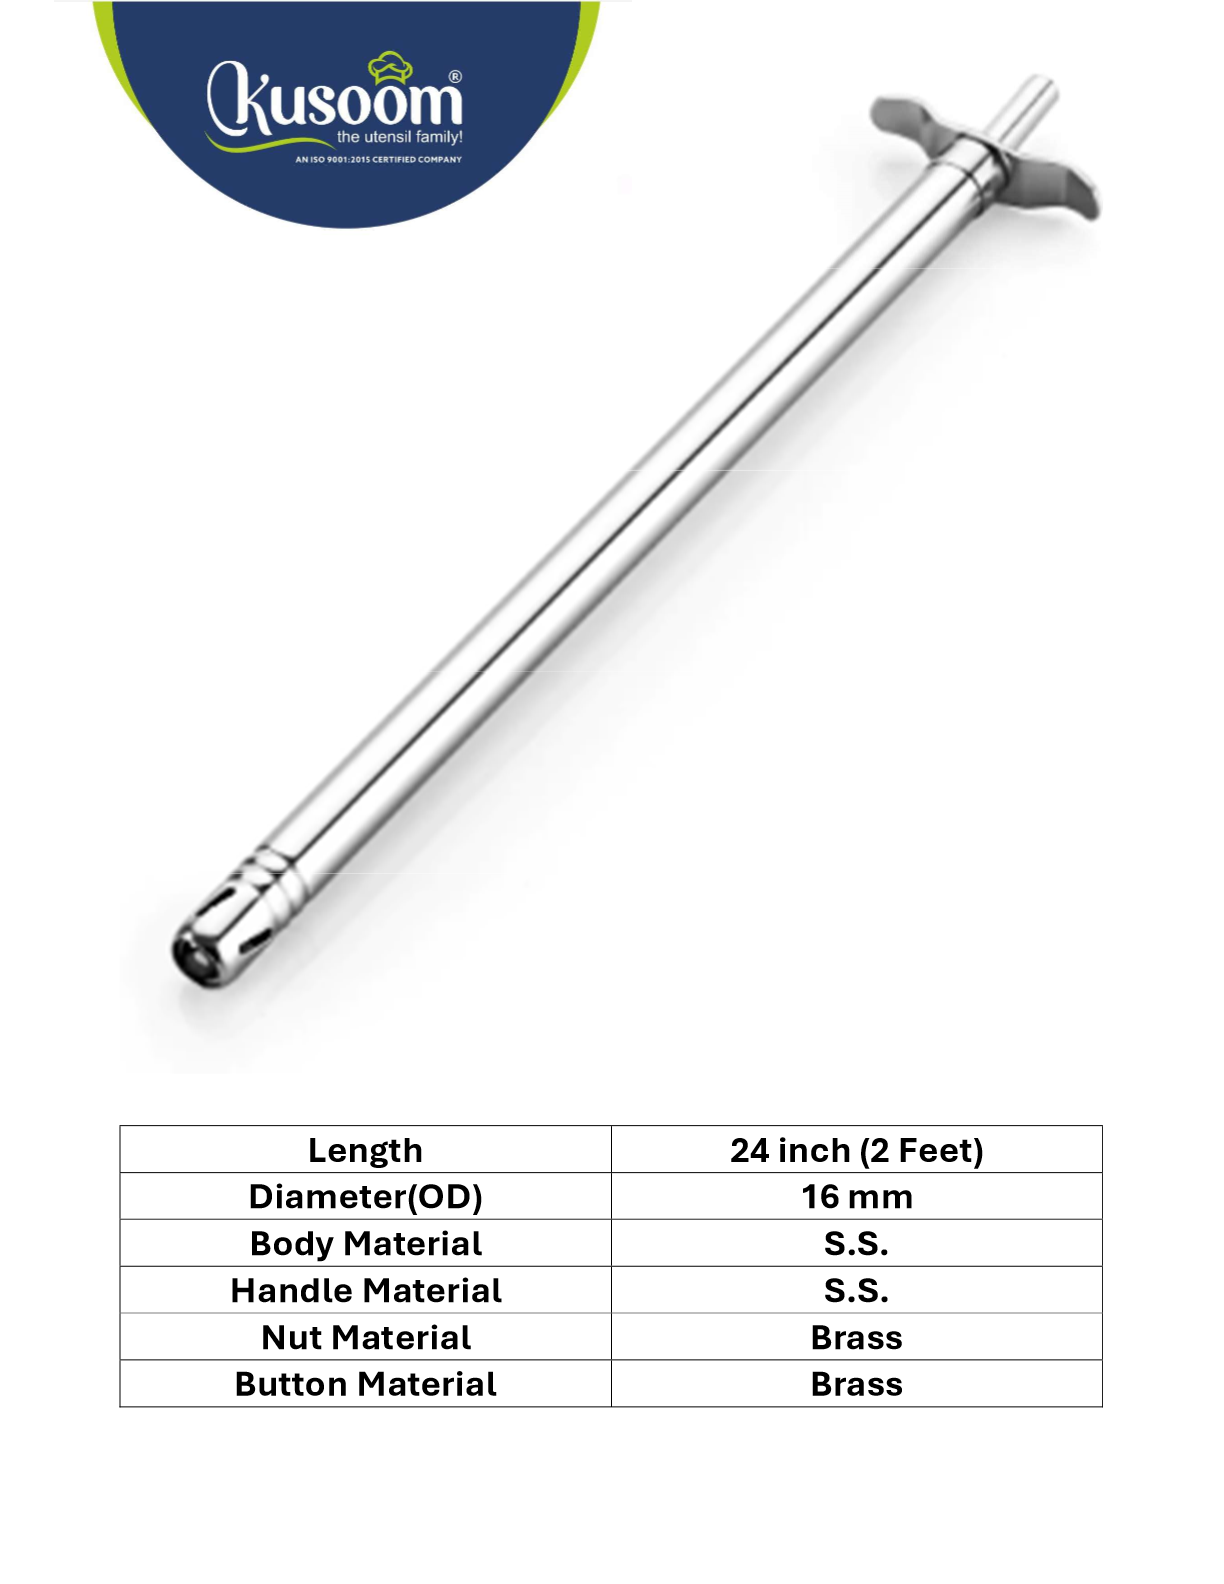 Kusoom®
the utensil family!
AN ISO 9001:2015 CERTIFIED COMPANY
Length 24 inch (2 Feet)
Diameter(OD) 16 mm
Body Material S.S.
Handle Material S.S.
Nut Material Brass
Button Material Brass